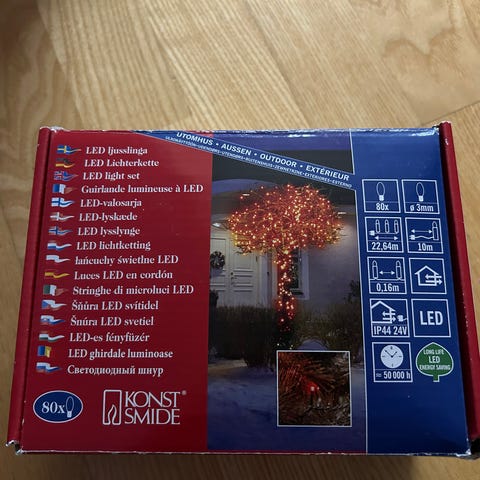 UTOMHUS • AUSSEN • OUTDOOR • EXTÉRIEUR
LED ljusslinga
LED Lichterkette
LED light set
Guirlande lumineuse à LED
LED-valosarja
LED-lyskæde
LED lysslynge
LED lichtketting
łańcuchy świetlne LED
Luces LED en cordón
Stringhe di microluci LED
Šňůra LED svítidel
Šnúra LED svetiel
LED-es fényfüzér
LED ghirdale luminoase
Светодиодный шнур
80x
KONST
SMIDE®
80x
ø 3mm
22,64m
10m
0,16m
IP44 24V
LED
≈ 50 000 h
LONG LIFE
LED
ENERGY SAVING